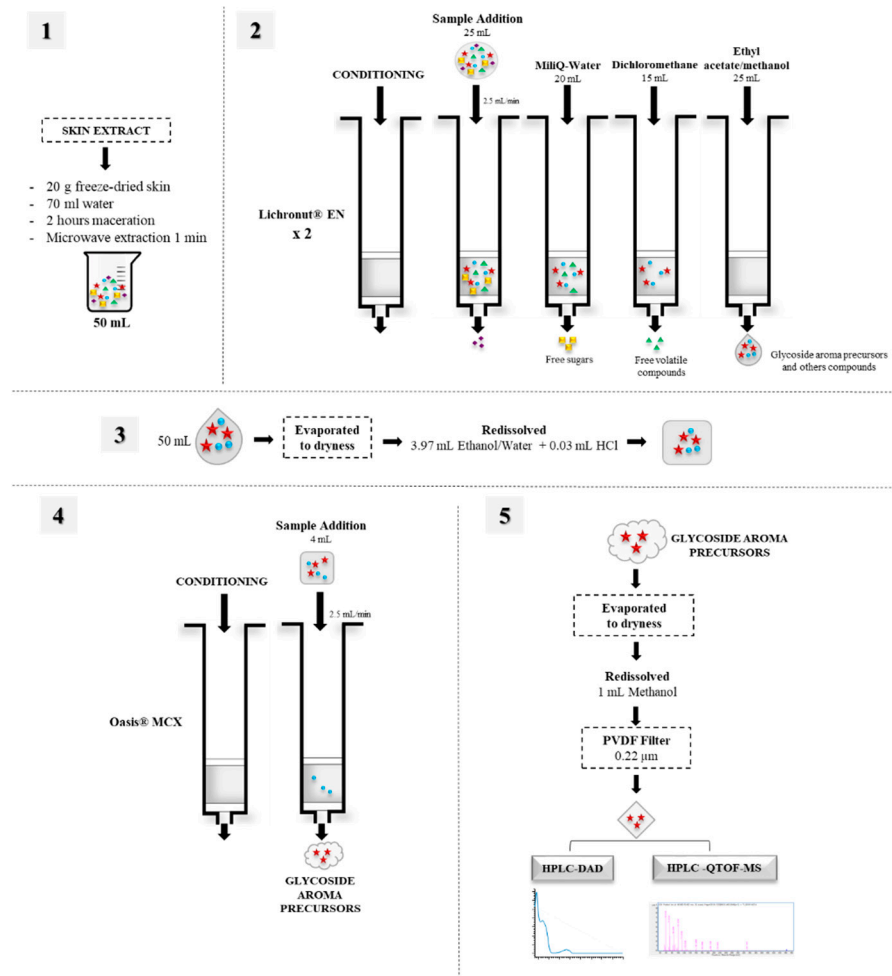 1
SKIN EXTRACT
- 20 g freeze-dried skin
- 70 ml water
- 2 hours maceration
- Microwave extraction 1 min
50 mL
2
CONDITIONING
Sample Addition
25 mL
2.5 mL/min
MiliQ-Water
20 mL
Dichloromethane
15 mL
Ethyl
acetate/methanol
25 mL
Lichronut® EN
x 2
Free sugars
Free volatile
compounds
Glycoside aroma precursors
and others compounds
3
50 mL
Evaporated
to dryness
Redissolved
3.97 mL Ethanol/Water + 0.03 mL HCl
4
CONDITIONING
Sample Addition
4 mL
2.5 mL/min
Oasis® MCX
GLYCOSIDE
AROMA
PRECURSORS
5
GLYCOSIDE AROMA
PRECURSORS
Evaporated
to dryness
Redissolved
1 mL Methanol
PVDF Filter
0.22 µm
HPLC-DAD
HPLC -QTOF-MS